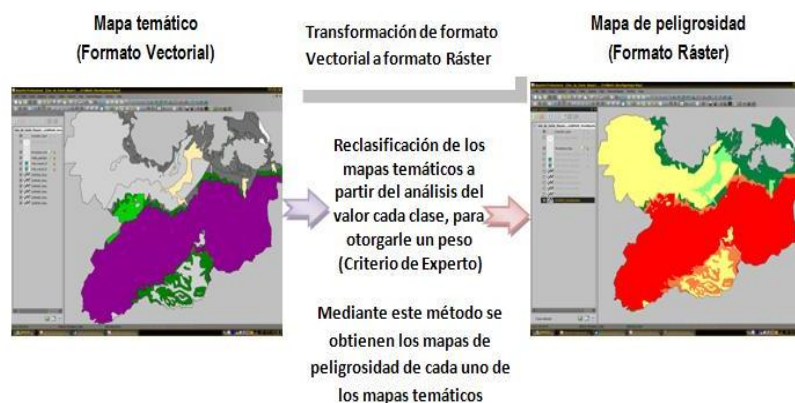 Mapa temático
(Formato Vectorial)
Transformación de formato
Vectorial a formato Ráster
Mapa de peligrosidad
(Formato Ráster)
Reclasificación de los
mapas temáticos a
partir del análisis del
valor cada clase, para
otorgarle un peso
(Criterio de Experto)
Mediante este método se
obtienen los mapas de
peligrosidad de cada uno de
los mapas temáticos